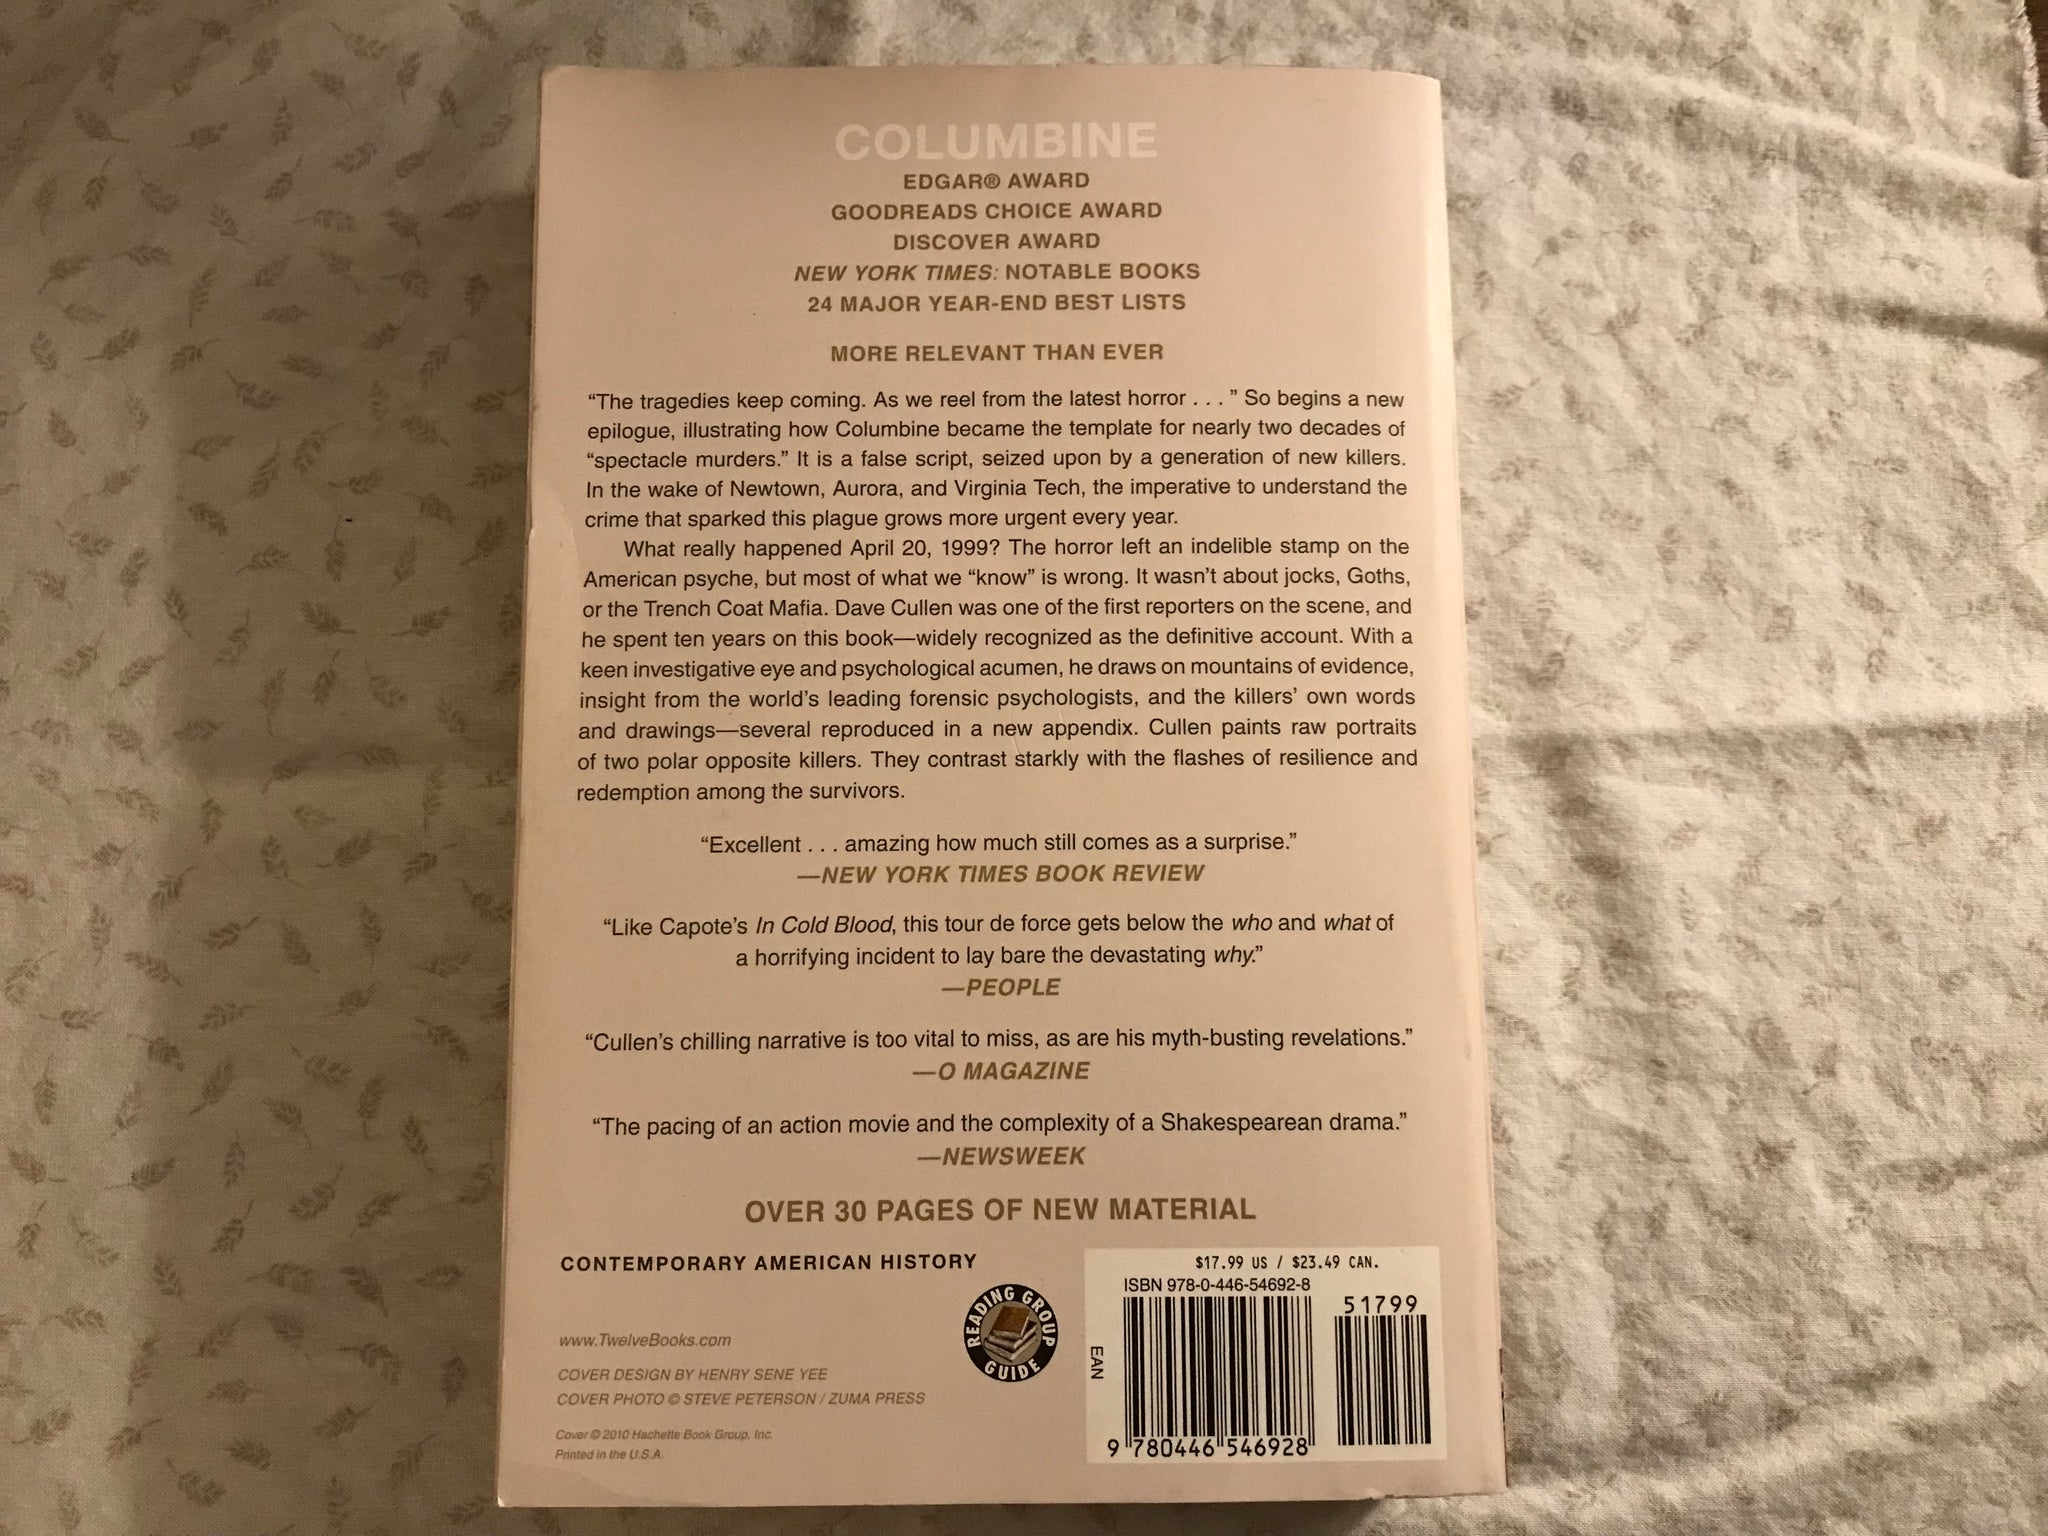 COLUMBINE
EDGAR® AWARD
GOODREADS CHOICE AWARD
DISCOVER AWARD
NEW YORK TIMES: NOTABLE BOOKS
24 MAJOR YEAR-END BEST LISTS
MORE RELEVANT THAN EVER
“The tragedies keep coming. As we reel from the latest horror . . . ” So begins a new
epilogue, illustrating how Columbine became the template for nearly two decades of
“spectacle murders.” It is a false script, seized upon by a generation of new killers.
In the wake of Newtown, Aurora, and Virginia Tech, the imperative to understand the
crime that sparked this plague grows more urgent every year.
What really happened April 20, 1999? The horror left an indelible stamp on the
American psyche, but most of what we “know” is wrong. It wasn’t about jocks, Goths,
or the Trench Coat Mafia. Dave Cullen was one of the first reporters on the scene, and
he spent ten years on this book—widely recognized as the definitive account. With a
keen investigative eye and psychological acumen, he draws on mountains of evidence,
insight from the world’s leading forensic psychologists, and the killers’ own words
and drawings—several reproduced in a new appendix. Cullen paints raw portraits
of two polar opposite killers. They contrast starkly with the flashes of resilience and
redemption among the survivors.
“Excellent . . . amazing how much still comes as a surprise.”
—NEW YORK TIMES BOOK REVIEW
“Like Capote’s In Cold Blood, this tour de force gets below the who and what of
a horrifying incident to lay bare the devastating why.”
—PEOPLE
“Cullen’s chilling narrative is too vital to miss, as are his myth-busting revelations.”
—O MAGAZINE
“The pacing of an action movie and the complexity of a Shakespearean drama.”
—NEWSWEEK
OVER 30 PAGES OF NEW MATERIAL
CONTEMPORARY AMERICAN HISTORY
READING GROUP
GUIDE
www.TwelveBooks.com
COVER DESIGN BY HENRY SENE YEE
COVER PHOTO © STEVE PETERSON / ZUMA PRESS
Cover © 2010 Hachette Book Group, Inc.
Printed in the U.S.A.
$17.99 US / $23.49 CAN.
ISBN 978-0-446-54692-8
51799
EAN
9 780446 546928